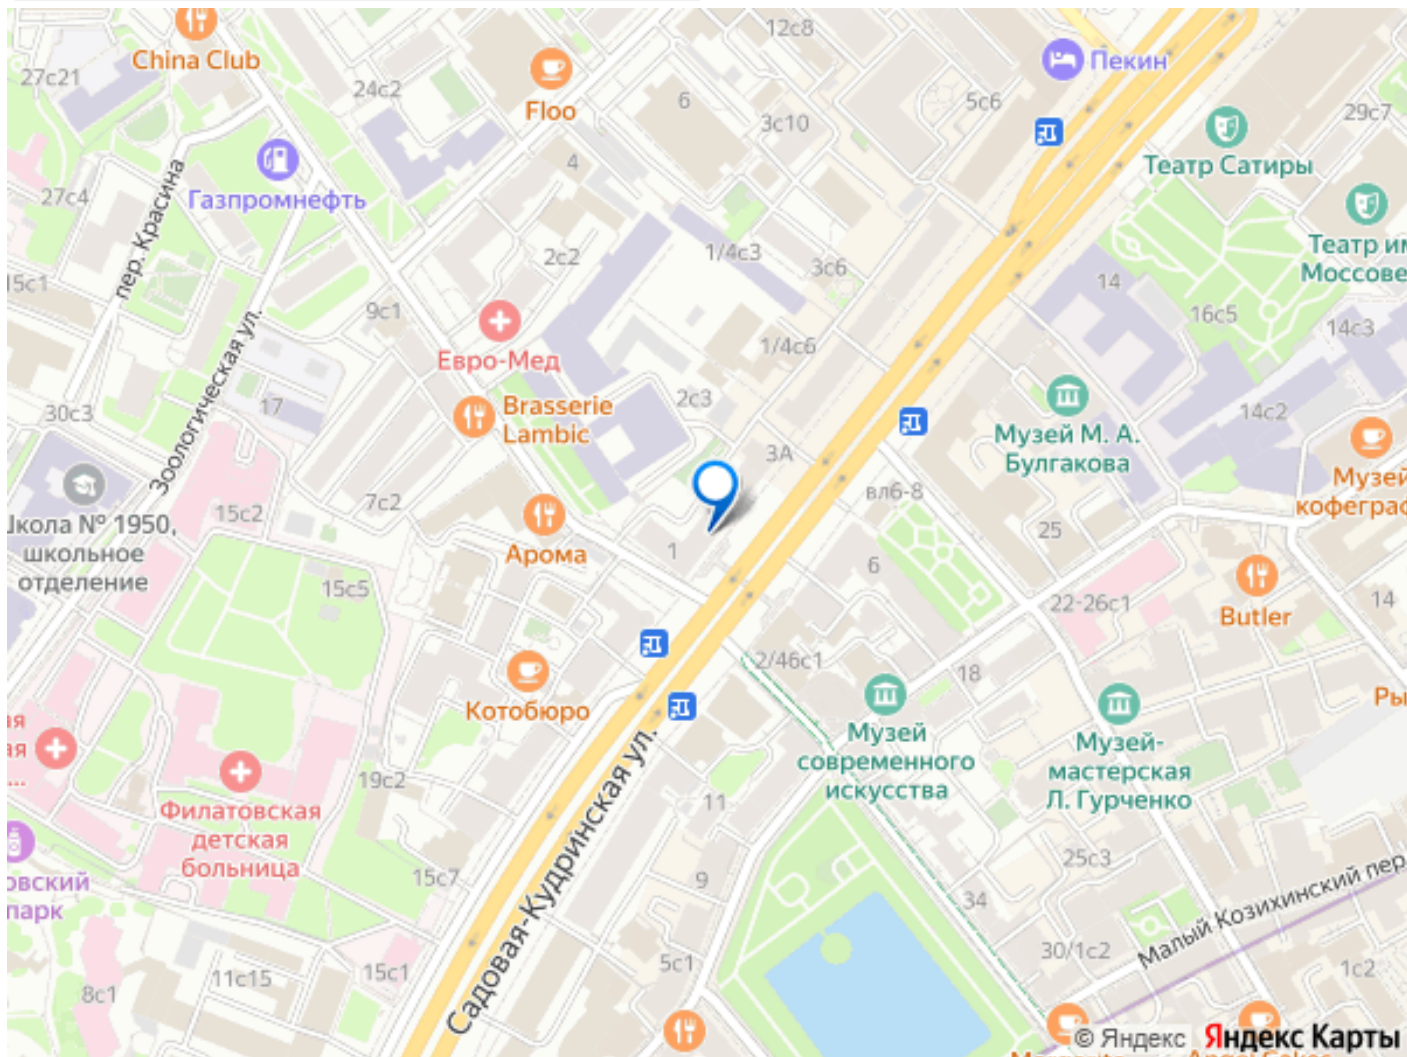 12с8
China Club
27с21
24с2
Floo
6
3с10
Пекин
5с6
29с7
Театр Сатиры
4
27с4
Газпромнефть
пер. Красина
15с1
2с2
1/4с3
3с6
Театр им
Моссове
14
16с5
14с3
9с1
Евро-Мед
1/4с6
Зоологическая ул.
17
30с3
Brasserie
Lambic
2с3
3А
Музей М. А.
Булгакова
14с2
Музей
кофеграф
вл6-8
7с2
15с2
Школа № 1950,
школьное
отделение
Арома
1
25
6
15с5
22-26с1
Butler
14
2/46с1
18
Котобюро
Музей
современного
искусства
Музей-
мастерская
Л. Гурченко
Ры
ая
ая
...
19с2
Филатовская
детская
больница
11
Садовая-Кудринская ул.
15с7
9
25с3
34
Малый Козихинский пер.
овский
парк
30/1с2
1с2
5с1
15с1
11с15
8с1
© Яндекс
Яндекс Карты